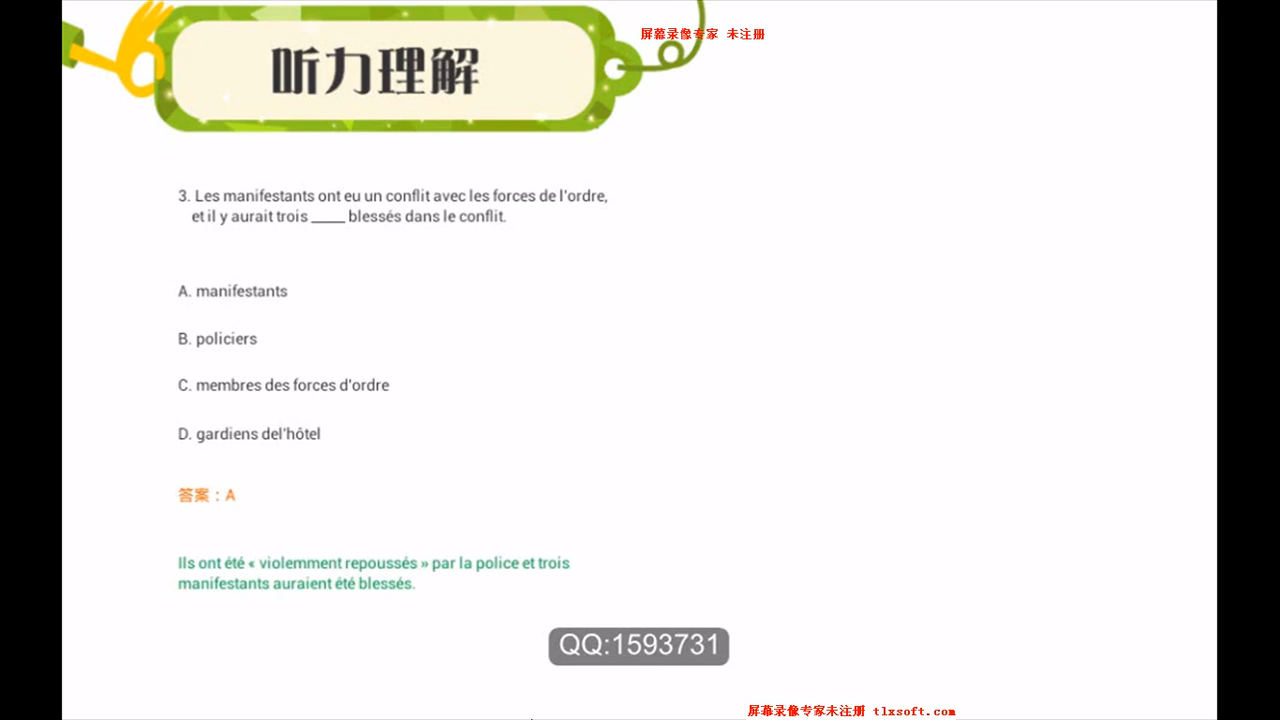 屏幕录像专家 未注册
听力理解
3. Les manifestants ont eu un conflit avec les forces de l'ordre,
et il y aurait trois ____ blessés dans le conflit.
A. manifestants
B. policiers
C. membres des forces d'ordre
D. gardiens del'hôtel
答案：A
Ils ont été « violemment repoussés » par la police et trois
manifestants auraient été blessés.
QQ:1593731
屏幕录像专家未注册 tlxsoft.com